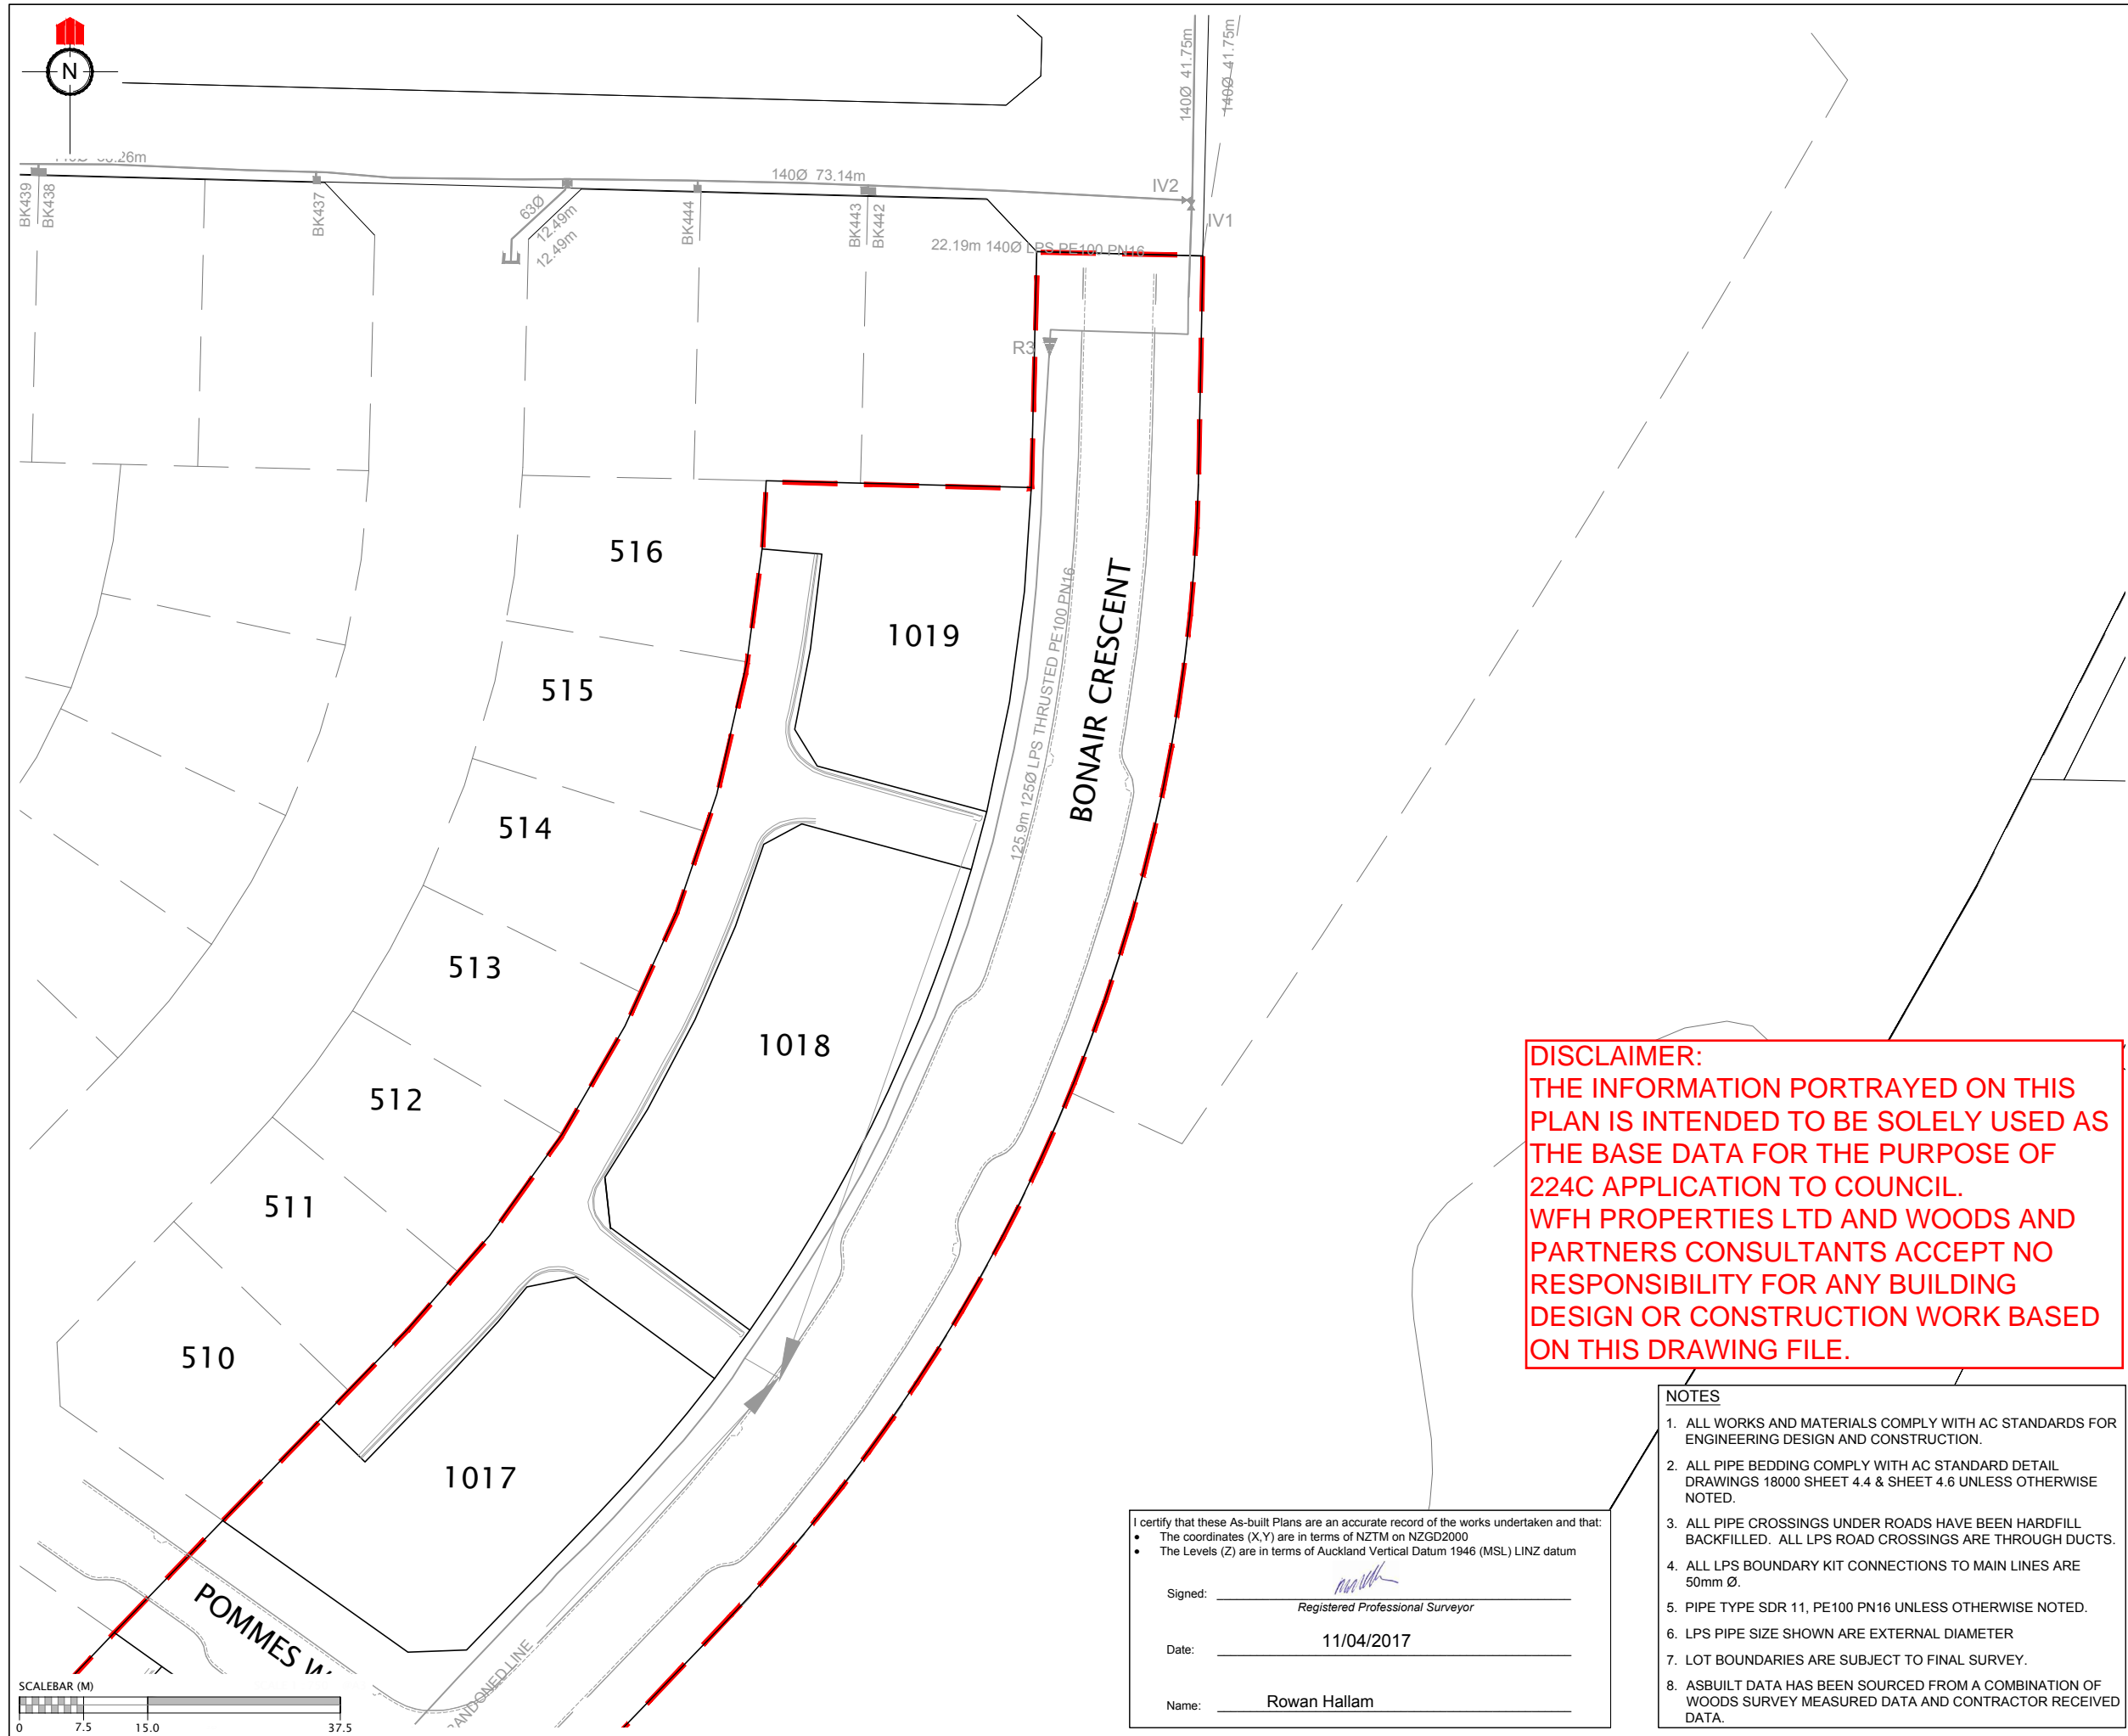 N
140Ø 41.75m
140Ø 41.75m
140Ø 73.14m
IV2
IV1
BK439
BK438
BK437
63Ø
12.49m
12.49m
BK444
BK443
BK442
22.19m 140Ø LPS PE100 PN16
R3
516
1019
515
125.9m 125Ø LPS THRUSTED PE100 PN16
BONAIR CRESCENT
514
513
1018
512
511
510
1017
POMMES
LINE
SCALEBAR (M)
0 7.5 15.0 37.5
DISCLAIMER:
THE INFORMATION PORTRAYED ON THIS
PLAN IS INTENDED TO BE SOLELY USED AS
THE BASE DATA FOR THE PURPOSE OF
224C APPLICATION TO COUNCIL.
WFH PROPERTIES LTD AND WOODS AND
PARTNERS CONSULTANTS ACCEPT NO
RESPONSIBILITY FOR ANY BUILDING
DESIGN OR CONSTRUCTION WORK BASED
ON THIS DRAWING FILE.
I certify that these As-built Plans are an accurate record of the works undertaken and that:
• The coordinates (X,Y) are in terms of NZTM on NZGD2000
• The Levels (Z) are in terms of Auckland Vertical Datum 1946 (MSL) LINZ datum
Signed:
Registered Professional Surveyor
Date: 11/04/2017
Name: Rowan Hallam
NOTES
1. ALL WORKS AND MATERIALS COMPLY WITH AC STANDARDS FOR
ENGINEERING DESIGN AND CONSTRUCTION.
2. ALL PIPE BEDDING COMPLY WITH AC STANDARD DETAIL
DRAWINGS 18000 SHEET 4.4 & SHEET 4.6 UNLESS OTHERWISE
NOTED.
3. ALL PIPE CROSSINGS UNDER ROADS HAVE BEEN HARDFILL
BACKFILLED. ALL LPS ROAD CROSSINGS ARE THROUGH DUCTS.
4. ALL LPS BOUNDARY KIT CONNECTIONS TO MAIN LINES ARE
50mm Ø.
5. PIPE TYPE SDR 11, PE100 PN16 UNLESS OTHERWISE NOTED.
6. LPS PIPE SIZE SHOWN ARE EXTERNAL DIAMETER
7. LOT BOUNDARIES ARE SUBJECT TO FINAL SURVEY.
8. ASBUILT DATA HAS BEEN SOURCED FROM A COMBINATION OF
WOODS SURVEY MEASURED DATA AND CONTRACTOR RECEIVED
DATA.